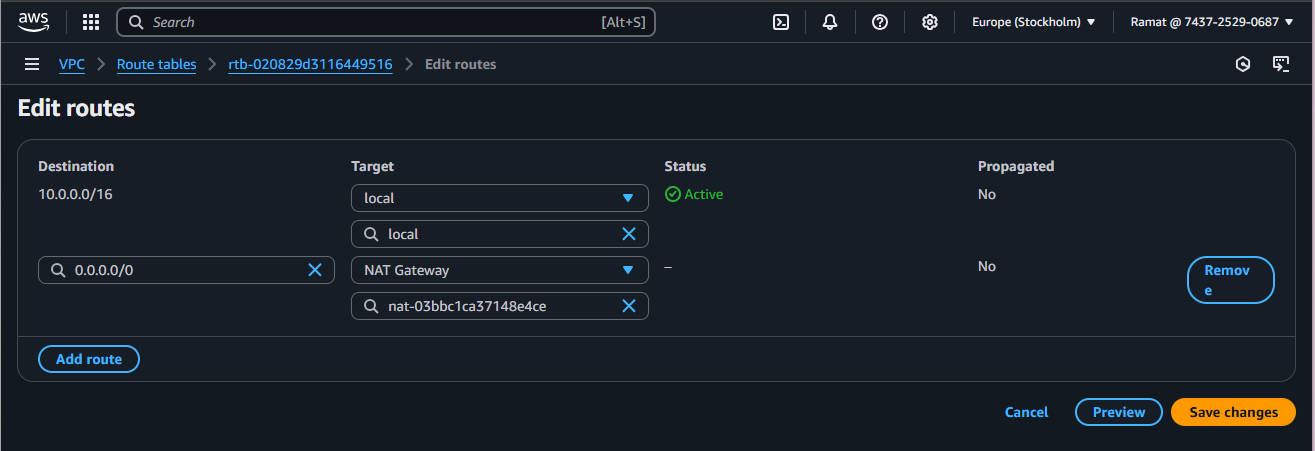 aws
Search [Alt+S]
Europe (Stockholm)
Ramat @ 7437-2529-0687
VPC > Route tables > rtb-020829d3116449516 > Edit routes
Edit routes
Destination Target Status Propagated
10.0.0.0/16 local Active No
local
0.0.0.0/0 NAT Gateway – No Remov
e
nat-03bbc1ca37148e4ce
Add route
Cancel Preview Save changes